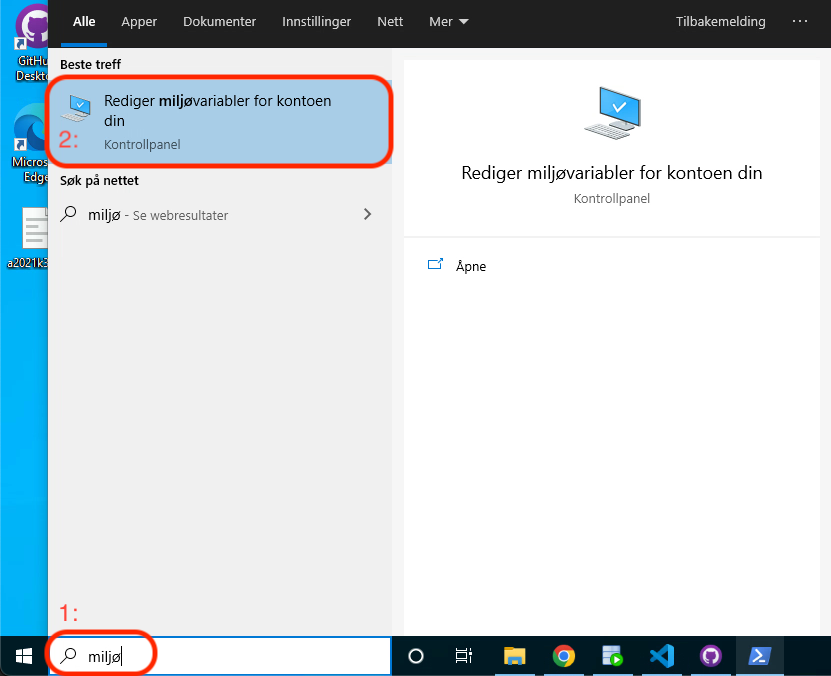 Alle Apper Dokumenter Innstillinger Nett Mer Tilbakemelding ...
GitHu
Deskto
Micros
Edge
a2021k3
Beste treff
Rediger miljøvariabler for kontoen
din
2:
Kontrollpanel
Søk på nettet
miljø - Se webresultater
Rediger miljøvariabler for kontoen din
Kontrollpanel
Åpne
1:
miljø